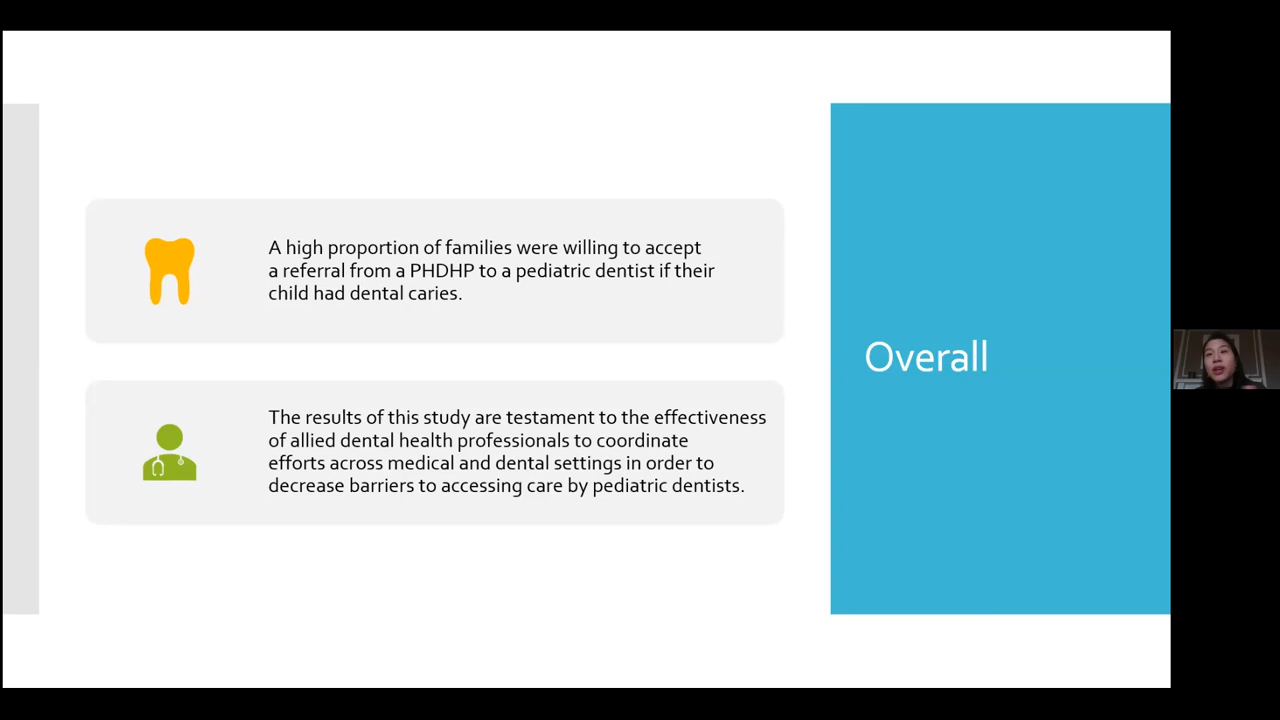 A high proportion of families were willing to accept
a referral from a PHDHP to a pediatric dentist if their
child had dental caries.
The results of this study are testament to the effectiveness
of allied dental health professionals to coordinate
efforts across medical and dental settings in order to
decrease barriers to accessing care by pediatric dentists.
Overall